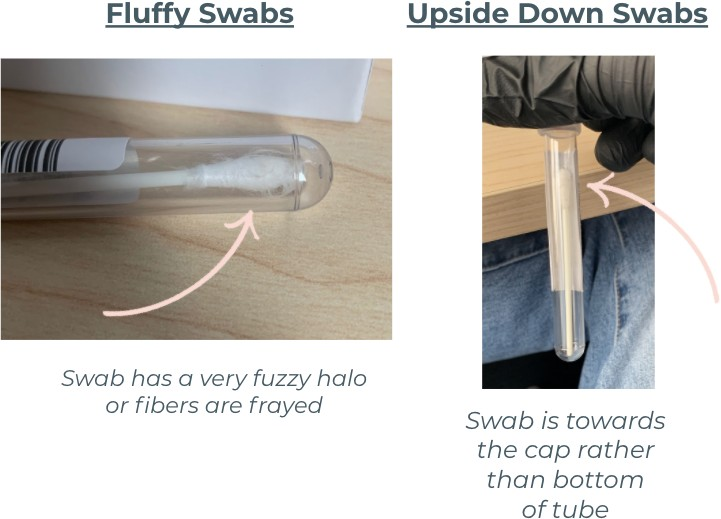 Fluffy Swabs
Upside Down Swabs
Swab has a very fuzzy halo
or fibers are frayed
Swab is towards
the cap rather
than bottom
of tube